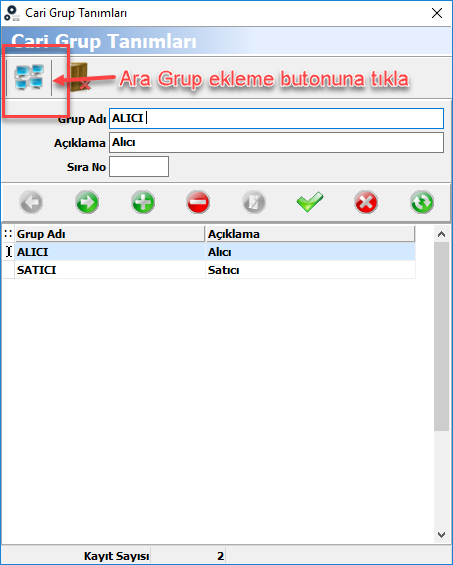 Cari Grup Tanımları
Cari Grup Tanımları
Ara Grup ekleme butonuna tıkla
Grup Adı ALICI
Açıklama Alıcı
Sıra No
Grup Adı Açıklama
ALICI Alıcı
SATICI Satıcı
Kayıt Sayısı 2